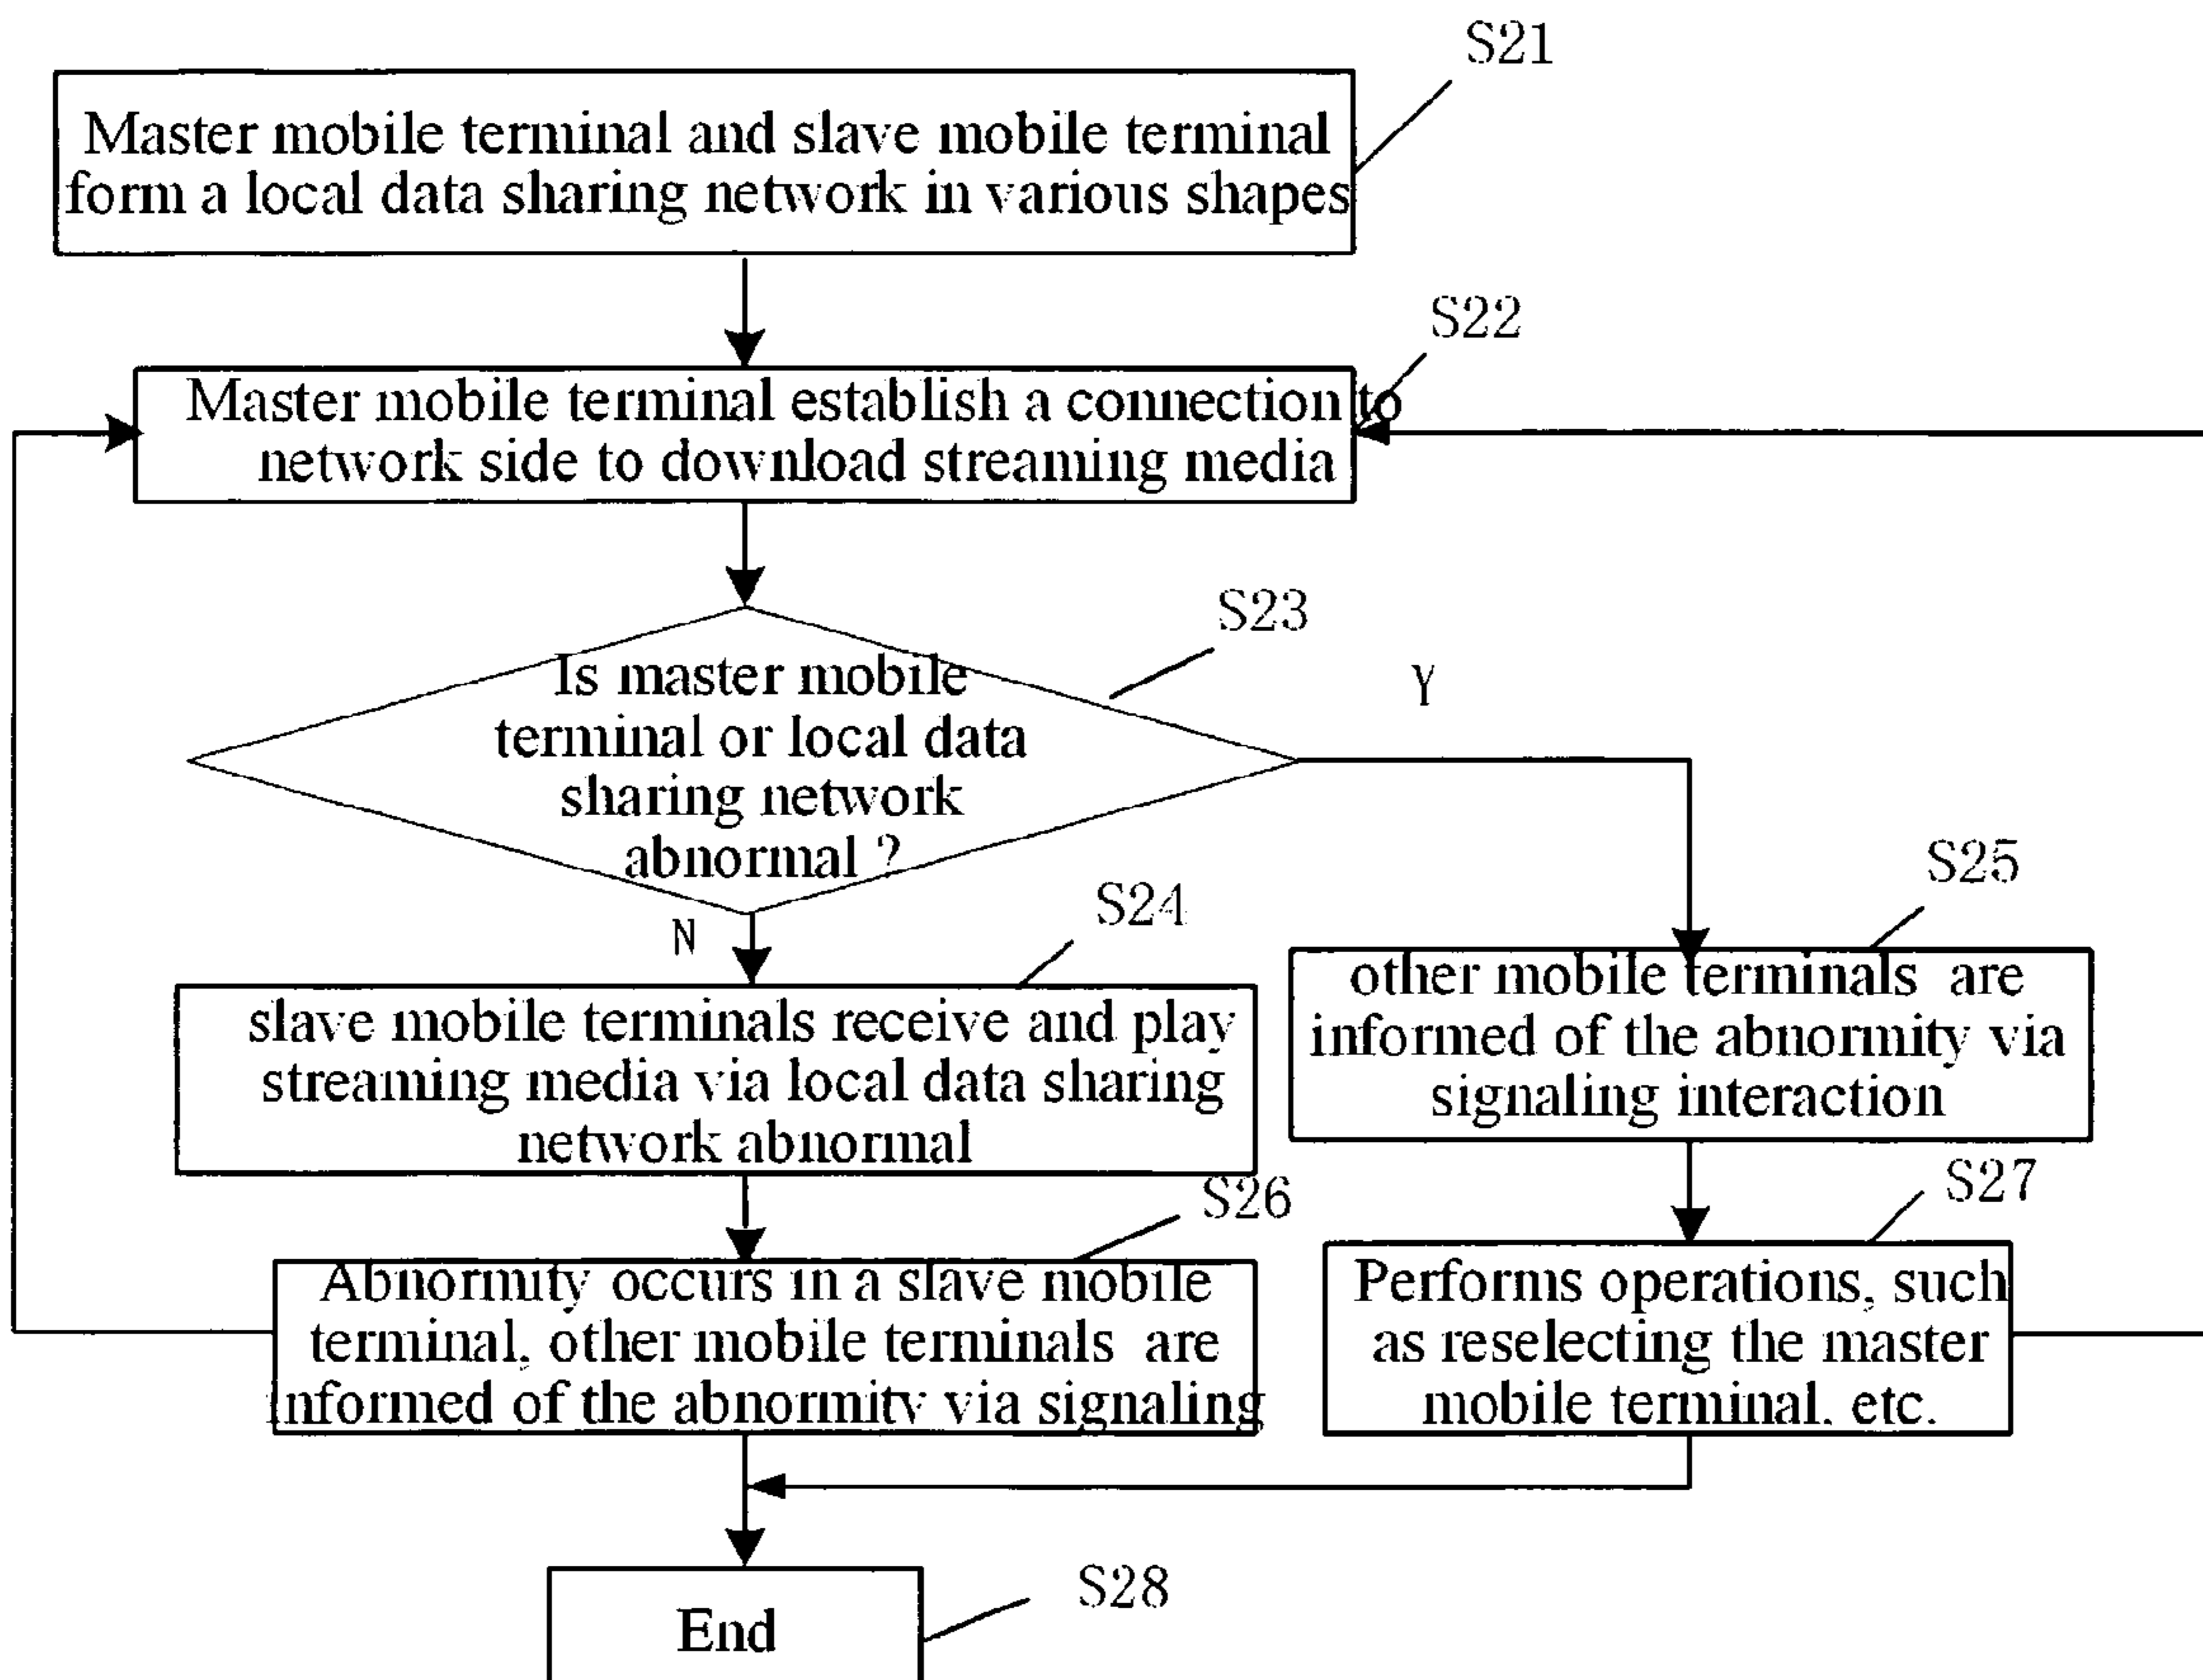 S21
Master mobile terminal and slave mobile terminal
form a local data sharing network in various shapes
S22
Master mobile terminal establish a connection to
network side to download streaming media
S23
Is master mobile
terminal or local data
sharing network
abnormal ?
Y
N
S24
slave mobile terminals receive and play
streaming media via local data sharing
network abnormal
S25
other mobile terminals are
informed of the abnormity via
signaling interaction
S26
Abnormity occurs in a slave mobile
terminal, other mobile terminals are
informed of the abnormity via signaling
S27
Performs operations, such
as reselecting the master
mobile terminal, etc.
S28
End